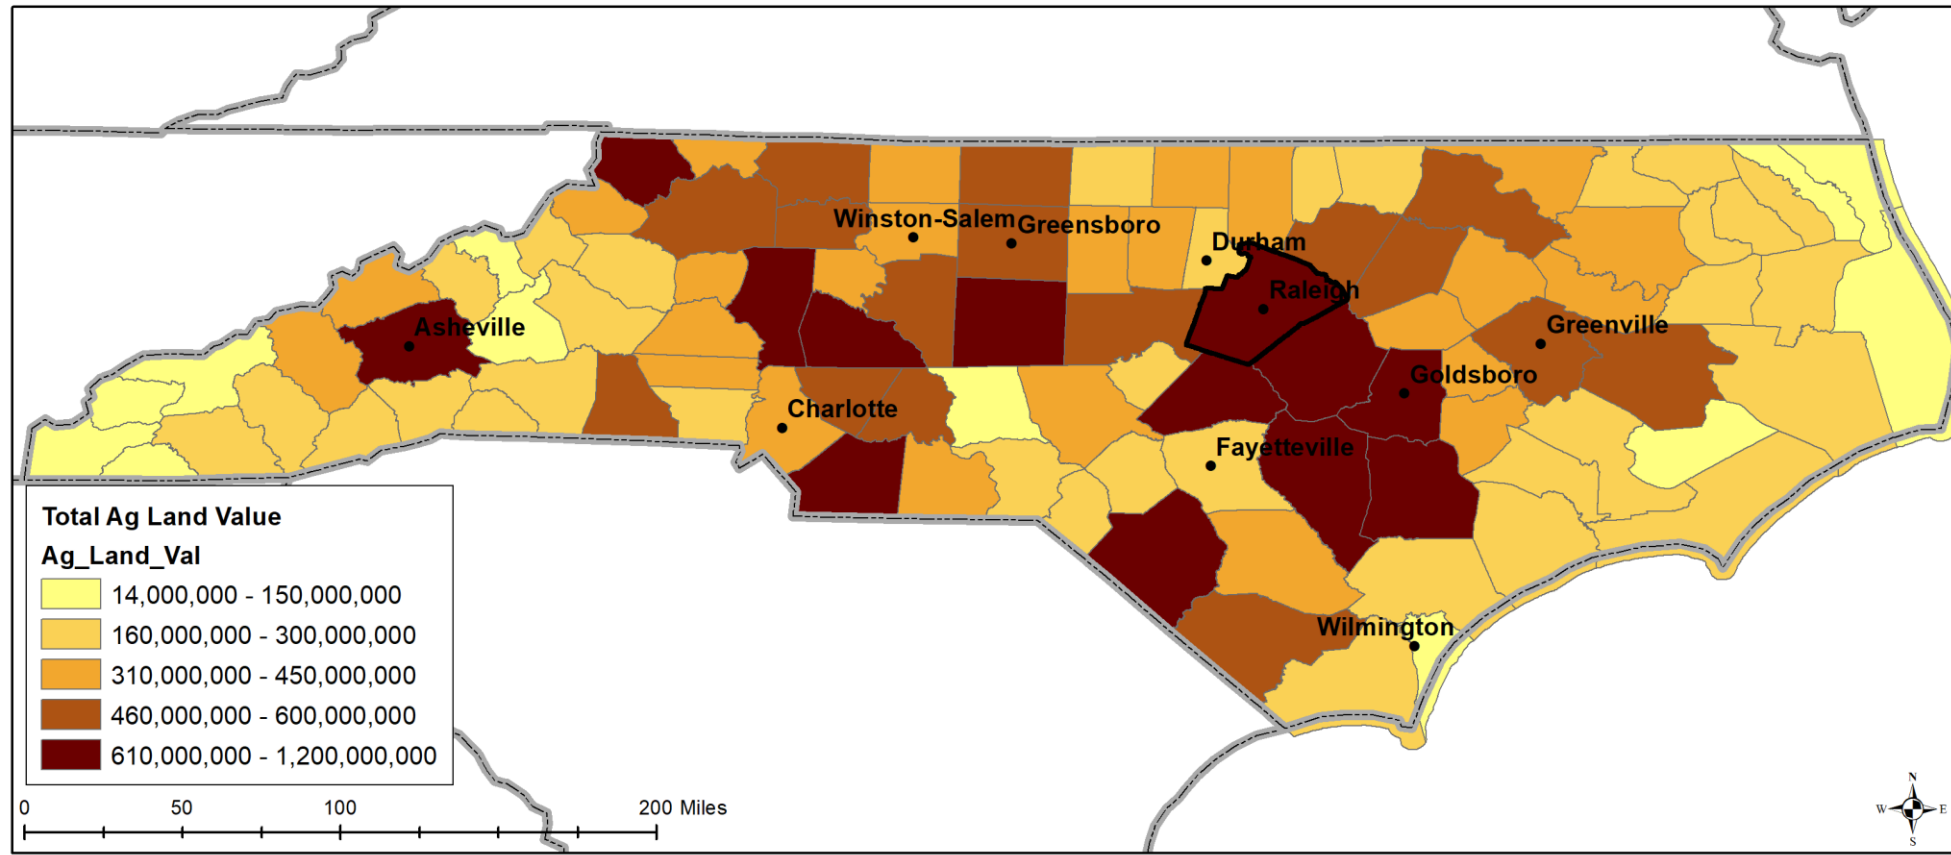 Winston-Salem
Greensboro
Durham
Raleigh
Asheville
Greenville
Goldsboro
Charlotte
Fayetteville
Wilmington
Total Ag Land Value
Ag_Land_Val
14,000,000 - 150,000,000
160,000,000 - 300,000,000
310,000,000 - 450,000,000
460,000,000 - 600,000,000
610,000,000 - 1,200,000,000
0 50 100 200 Miles
N
W E
S